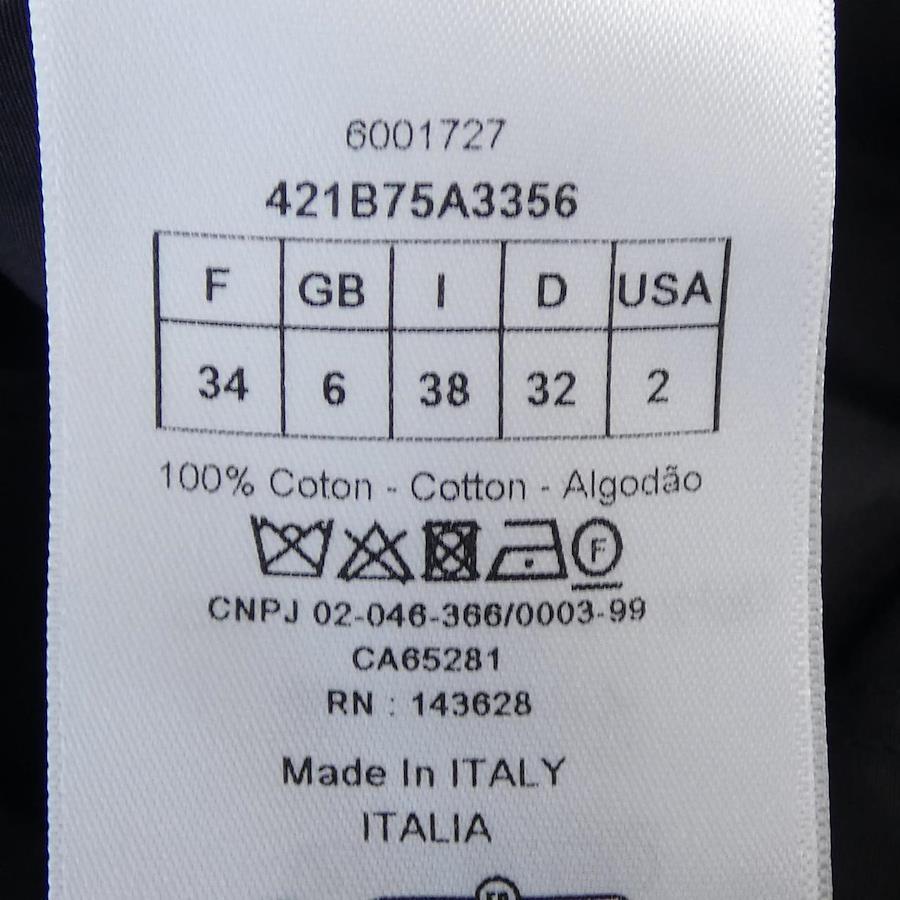 6001727
421B75A3356
F GB I D USA
34 6 38 32 2
100% Coton - Cotton - Algodão
F
CNPJ 02-046-366/0003-99
CA65281
RN : 143628
Made In ITALY
ITALIA